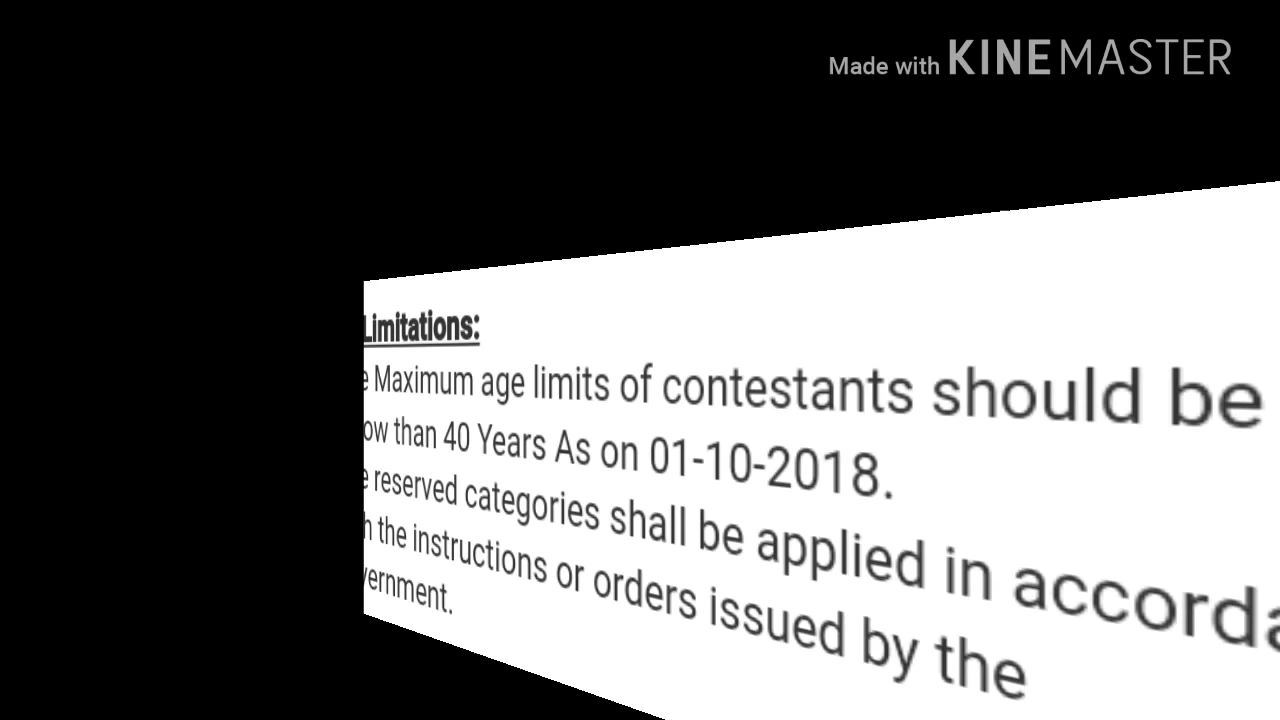 Made with KINEMASTER
Limitations:
Maximum age limits of contestants should be
than 40 Years As on 01-10-2018.
reserved categories shall be applied in
the instructions or orders issued by the